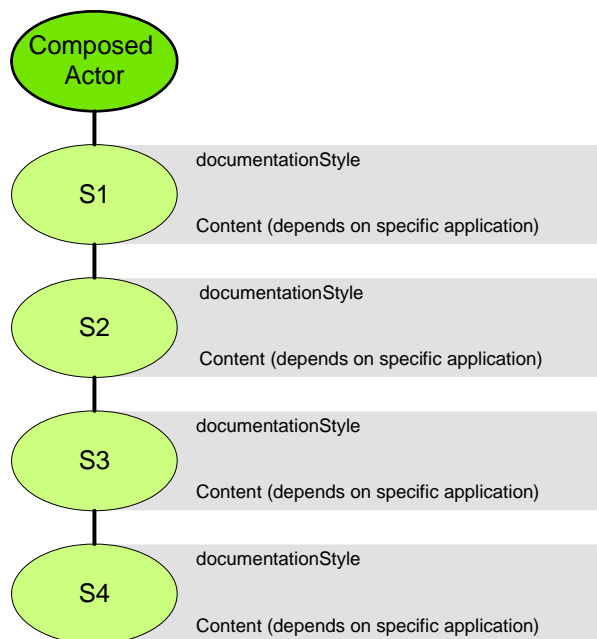 Composed
Actor
documentationStyle
S1
Content (depends on specific application)
documentationStyle
S2
Content (depends on specific application)
documentationStyle
S3
Content (depends on specific application)
documentationStyle
S4
Content (depends on specific application)